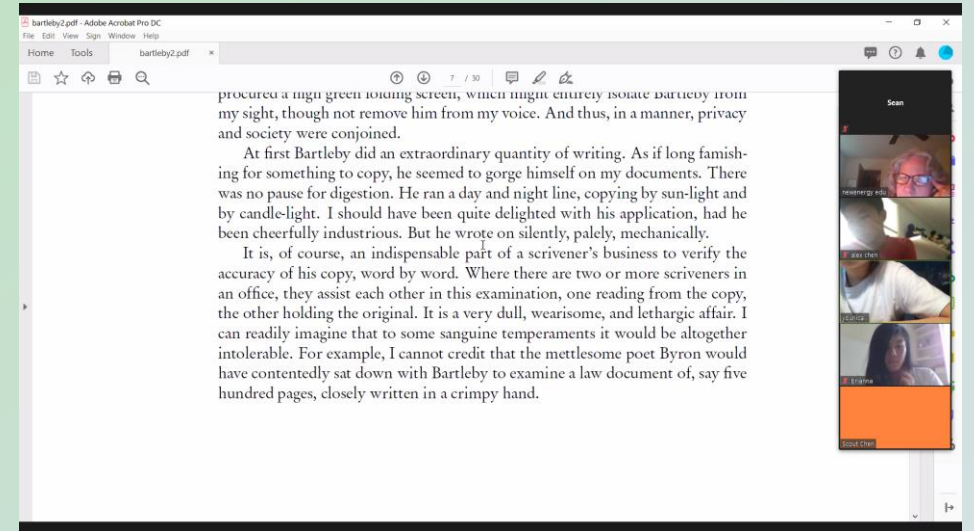 bartleby2.pdf - Adobe Acrobat Pro DC
File Edit View Sign Window Help
Home Tools bartleby2.pdf ×
7 / 30
procured a high green folding screen, which might entirely isolate Bartleby from
my sight, though not remove him from my voice. And thus, in a manner, privacy
and society were conjoined.
At first Bartleby did an extraordinary quantity of writing. As if long famish-
ing for something to copy, he seemed to gorge himself on my documents. There
was no pause for digestion. He ran a day and night line, copying by sun-light and
by candle-light. I should have been quite delighted with his application, had he
been cheerfully industrious. But he wrote on silently, palely, mechanically.
It is, of course, an indispensable part of a scrivener's business to verify the
accuracy of his copy, word by word. Where there are two or more scriveners in
an office, they assist each other in this examination, one reading from the copy,
the other holding the original. It is a very dull, wearisome, and lethargic affair. I
can readily imagine that to some sanguine temperaments it would be altogether
intolerable. For example, I cannot credit that the mettlesome poet Byron would
have contentedly sat down with Bartleby to examine a law document of, say five
hundred pages, closely written in a crimpy hand.
Sean
newenergy edu
alex chen
Brianna
Scout Chen